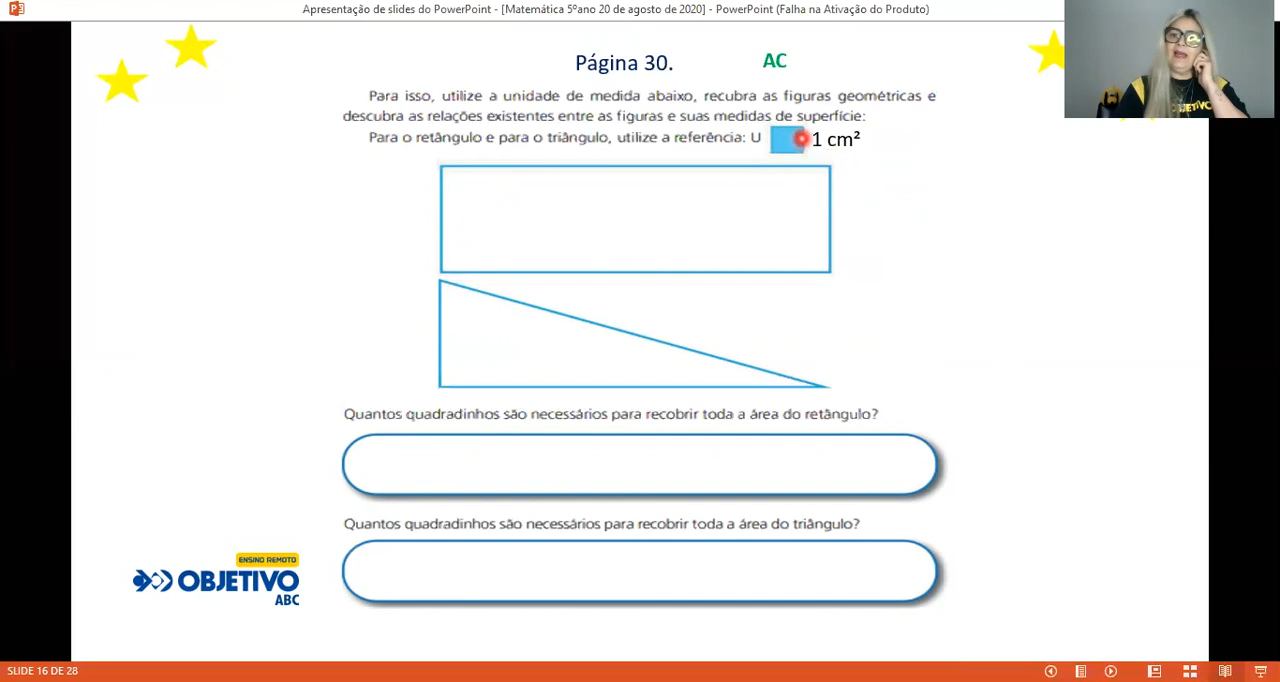 Apresentação de slides do PowerPoint - [Matemática 5ºano 20 de agosto de 2020] - PowerPoint (Falha na Ativação do Produto)
Página 30.
AC
Para isso, utilize a unidade de medida abaixo, recubra as figuras geométricas e
descubra as relações existentes entre as figuras e suas medidas de superfície:
Para o retângulo e para o triângulo, utilize a referência: U 1 cm²
Quantos quadradinhos são necessários para recobrir toda a área do retângulo?
Quantos quadradinhos são necessários para recobrir toda a área do triângulo?
ENSINO REMOTO
OBJETIVO
ABC
SLIDE 16 DE 28